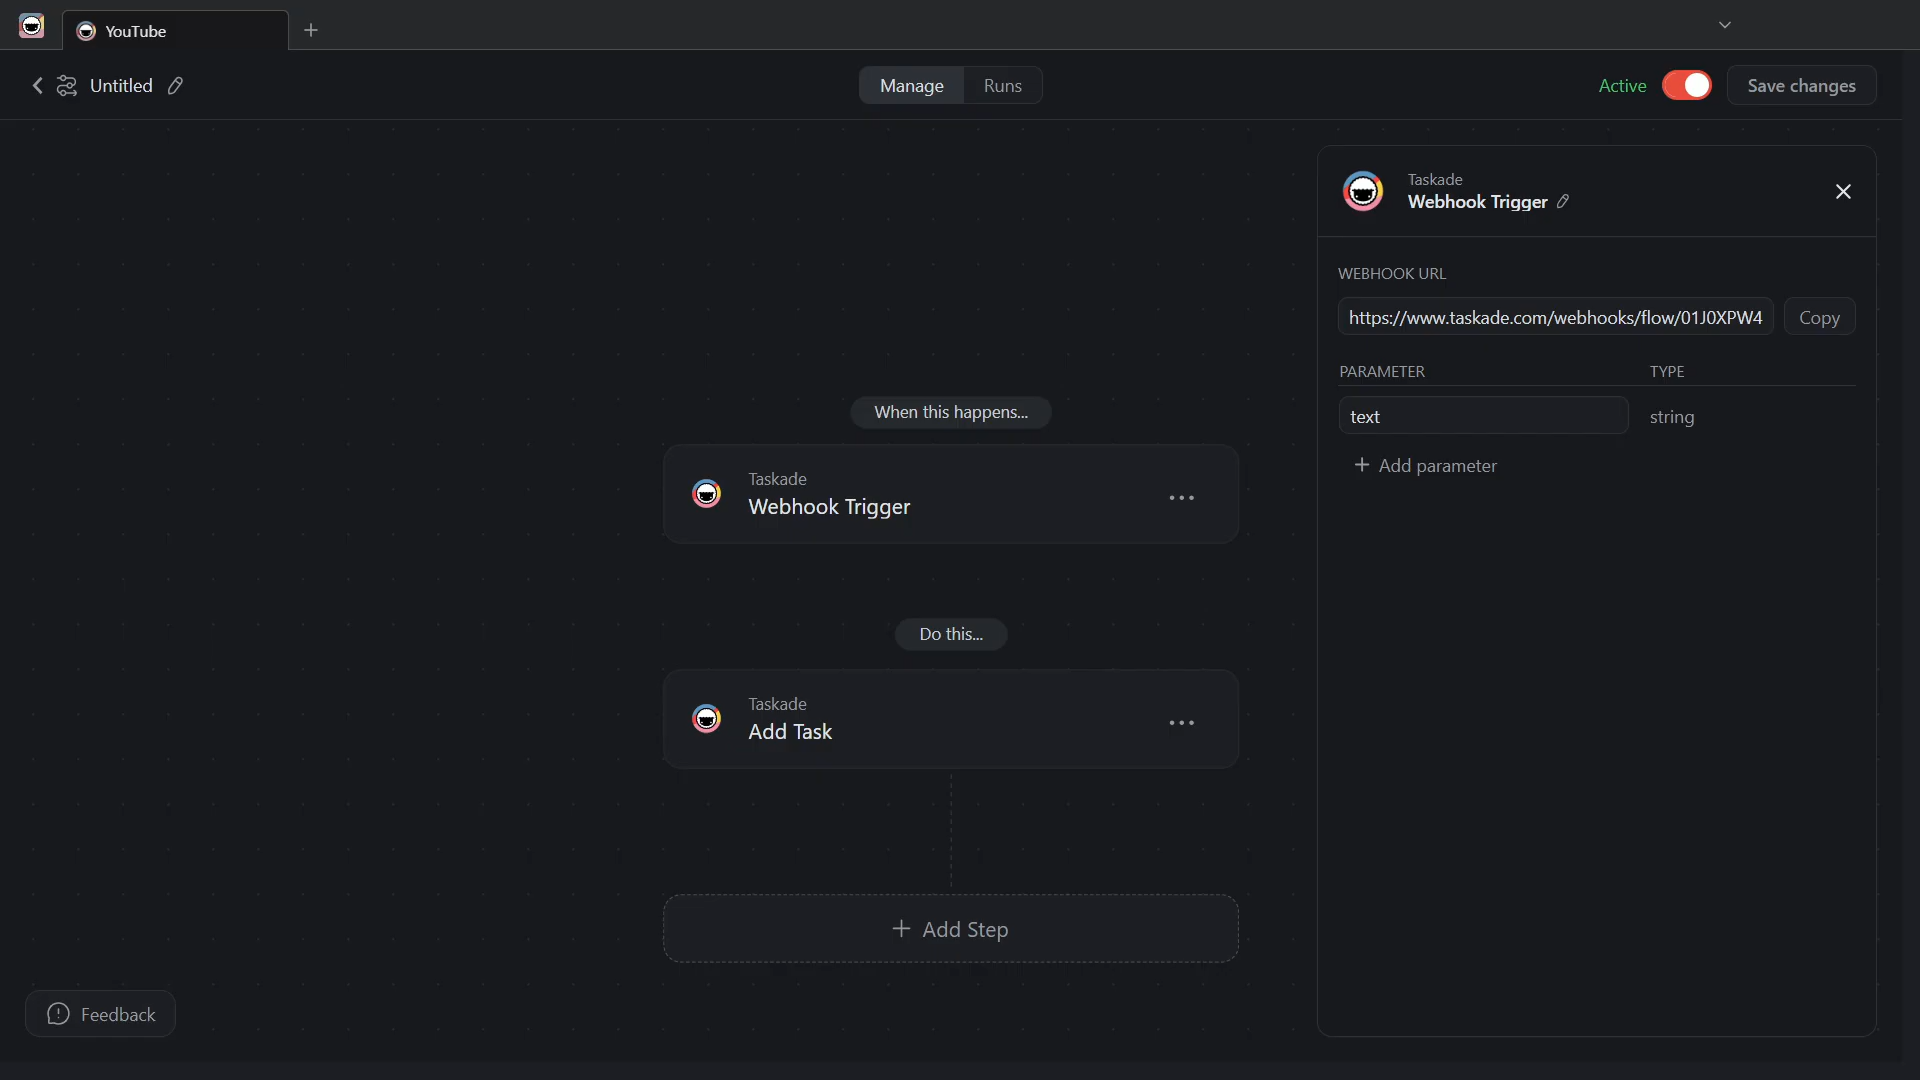 YouTube
Untitled
Manage
Runs
Active
Save changes
Taskade
Webhook Trigger
WEBHOOK URL
https://www.taskade.com/webhooks/flow/01J0XPW4
Copy
PARAMETER
TYPE
text
string
Add parameter
When this happens...
Taskade
Webhook Trigger
Do this...
Taskade
Add Task
Add Step
Feedback